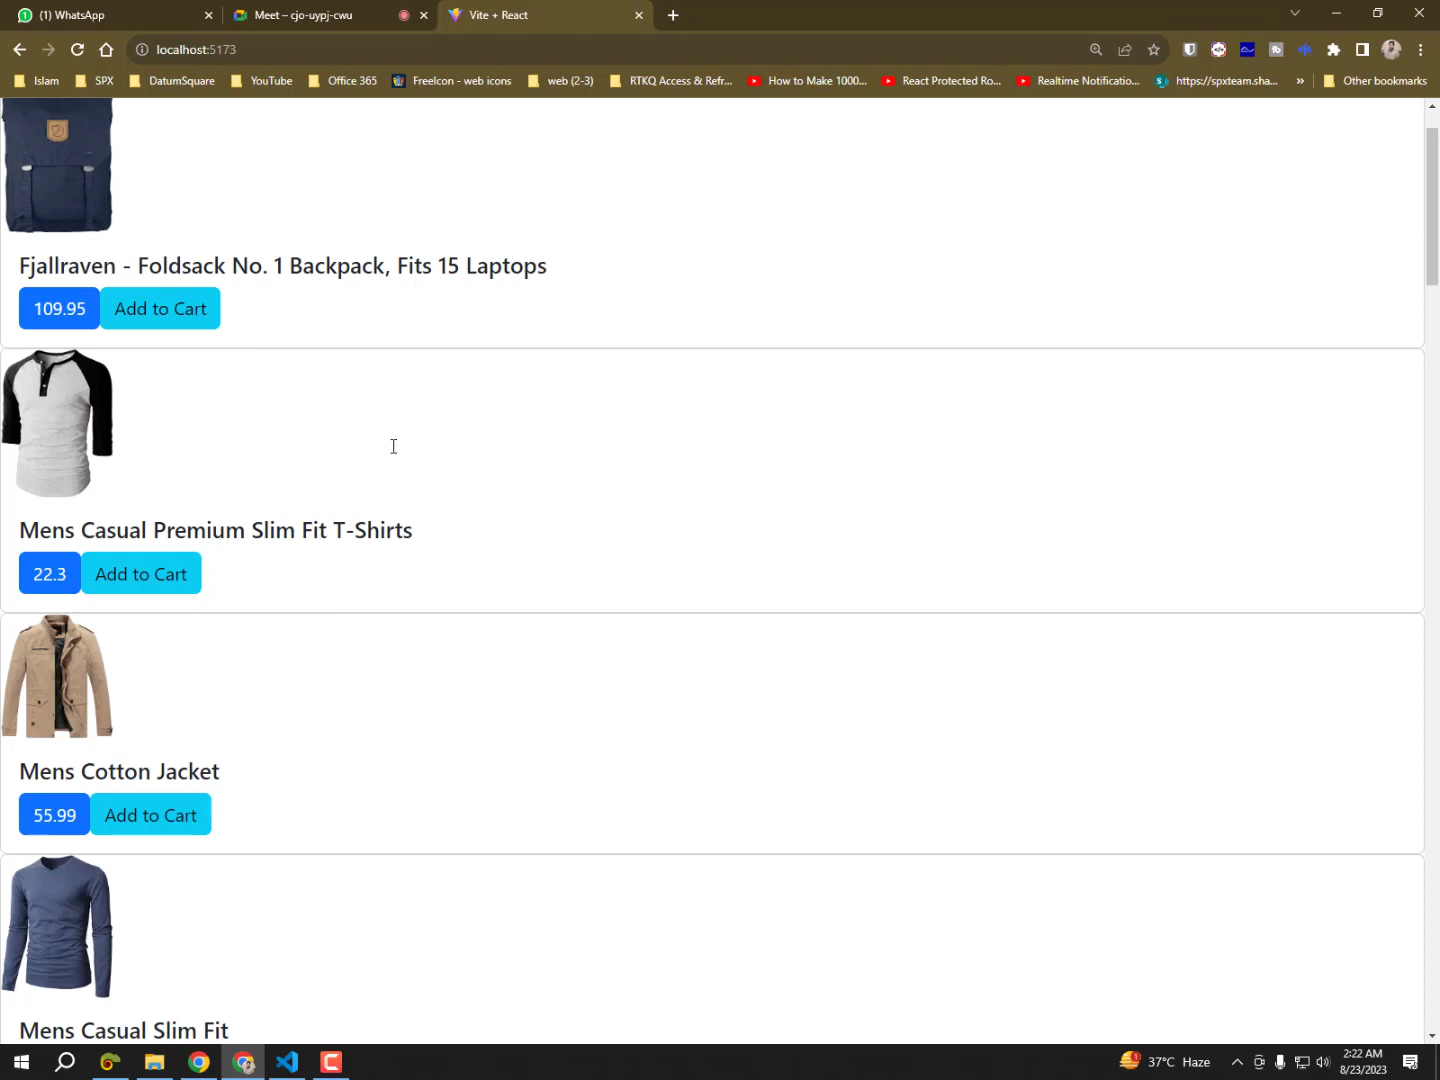 (1) WhatsApp
Meet – cjo-uypj-cwu
Vite + React
localhost:5173
Islam
SPX
DatumSquare
YouTube
Office 365
FreeIcon - web icons
web (2-3)
RTKQ Access & Refr...
How to Make 1000...
React Protected Ro...
Realtime Notificatio...
https://spxteam.sha...
»
Other bookmarks
Fjallraven - Foldsack No. 1 Backpack, Fits 15 Laptops
109.95 Add to Cart
Mens Casual Premium Slim Fit T-Shirts
22.3 Add to Cart
Mens Cotton Jacket
55.99 Add to Cart
Mens Casual Slim Fit
37°C Haze
2:22 AM
8/23/2023